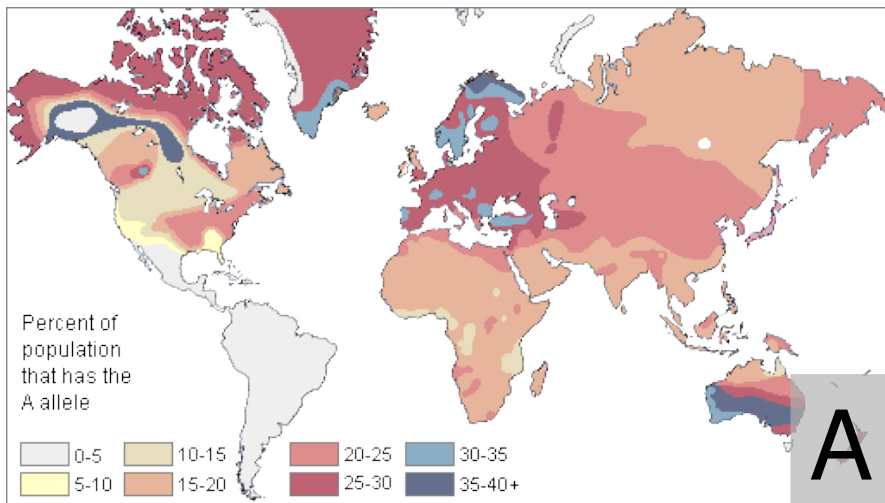 Percent of
population
that has the
A allele
0-5
10-15
20-25
30-35
5-10
15-20
25-30
35-40+
A